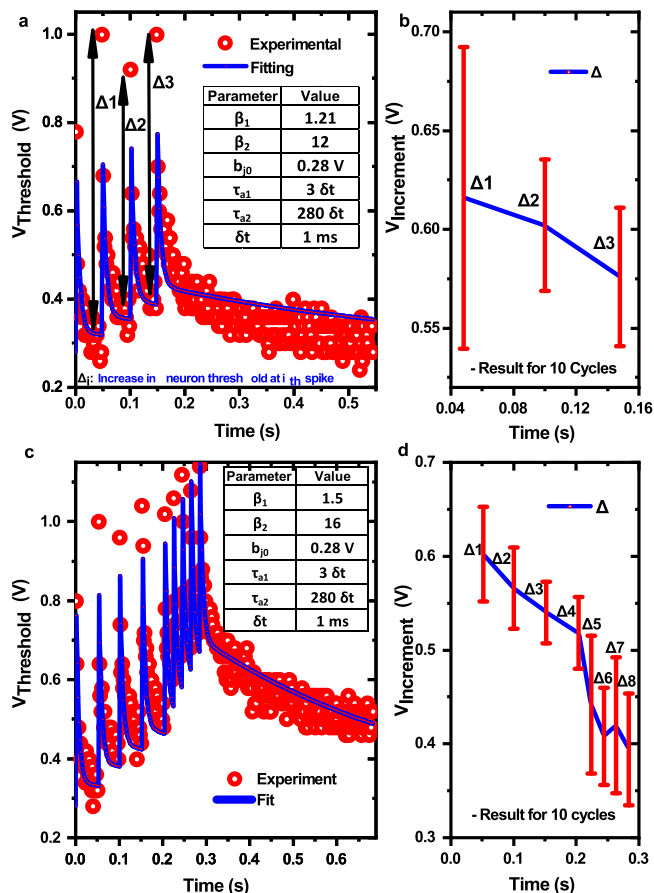 a
1.0
0.8
0.6
0.4
0.2
V Threshold (V)
0.0 0.1 0.2 0.3 0.4 0.5
Time (s)
Experimental
Fitting
Δ1
Δ2
Δ3
Parameter Value
β1 1.21
β2 12
bj0 0.28 V
τa1 3 δt
τa2 280 δt
δt 1 ms
Δi: Increase in neuron thresh old at i th spike
b
0.70
0.65
0.60
0.55
V Increment (V)
0.04 0.08 0.12 0.16
Time (s)
Δ
Δ1
Δ2
Δ3
- Result for 10 Cycles
c
1.0
0.8
0.6
0.4
0.2
V Threshold (V)
0.0 0.1 0.2 0.3 0.4 0.5 0.6
Time (s)
Parameter Value
β1 1.5
β2 16
bj0 0.28 V
τa1 3 δt
τa2 280 δt
δt 1 ms
Experiment
Fit
d
0.7
0.6
0.5
0.4
0.3
V Increment (V)
0.0 0.1 0.2 0.3
Time (s)
Δ
Δ1
Δ2
Δ3
Δ4
Δ5
Δ6
Δ7
Δ8
- Result for 10 cycles